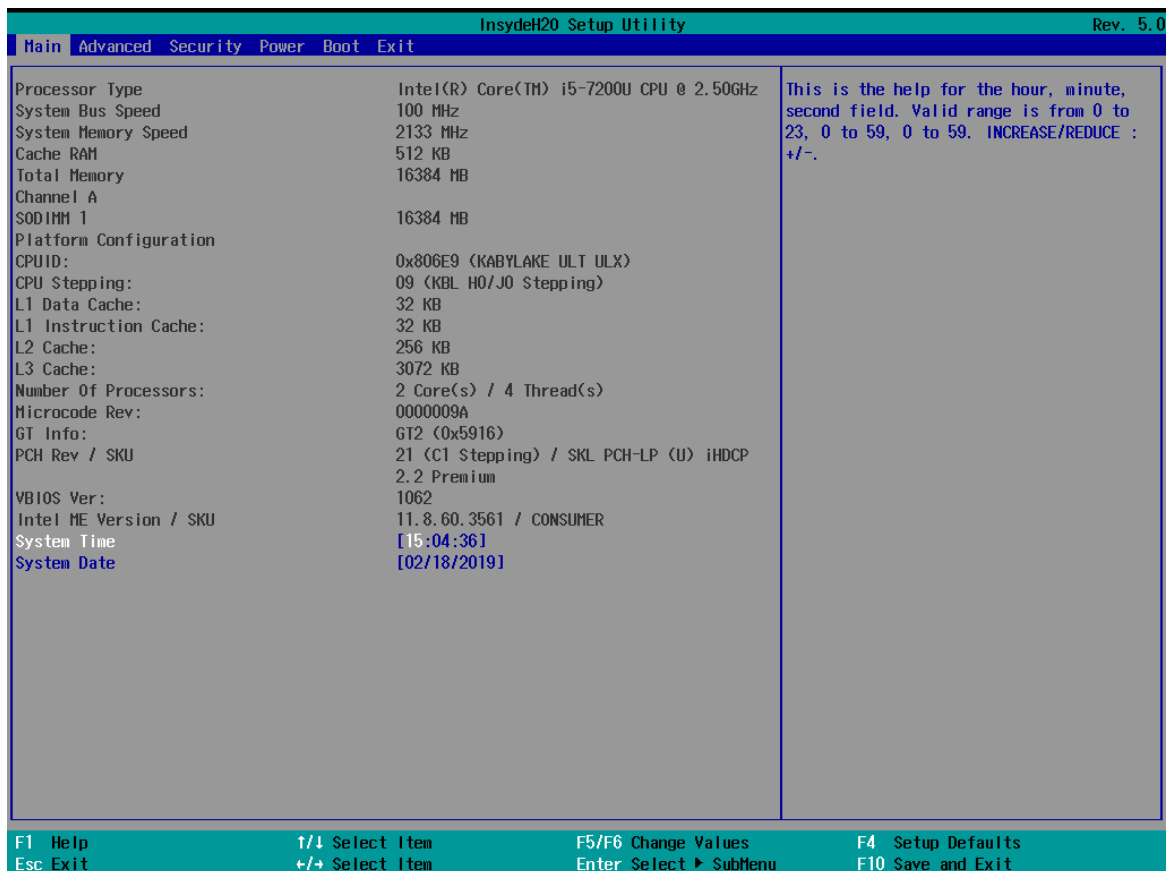 InsydeH20 Setup Utility Rev. 5.0
Main Advanced Security Power Boot Exit
Processor Type Intel(R) Core(TM) i5-7200U CPU @ 2.50GHz
System Bus Speed 100 MHz
System Memory Speed 2133 MHz
Cache RAM 512 KB
Total Memory 16384 MB
Channel A
SODIMM 1 16384 MB
Platform Configuration
CPUID: 0x806E9 (KABYLAKE ULT ULX)
CPU Stepping: 09 (KBL H0/J0 Stepping)
L1 Data Cache: 32 KB
L1 Instruction Cache: 32 KB
L2 Cache: 256 KB
L3 Cache: 3072 KB
Number Of Processors: 2 Core(s) / 4 Thread(s)
Microcode Rev: 0000009A
GT Info: GT2 (0x5916)
PCH Rev / SKU 21 (C1 Stepping) / SKL PCH-LP (U) iHDCP
2.2 Premium
VBIOS Ver: 1062
Intel ME Version / SKU 11.8.60.3561 / CONSUMER
System Time [15:04:36]
System Date [02/18/2019]
This is the help for the hour, minute,
second field. Valid range is from 0 to
23, 0 to 59, 0 to 59. INCREASE/REDUCE :
+/-.
F1 Help ↑/↓ Select Item F5/F6 Change Values F4 Setup Defaults
Esc Exit ←/→ Select Item Enter Select ▶ SubMenu F10 Save and Exit